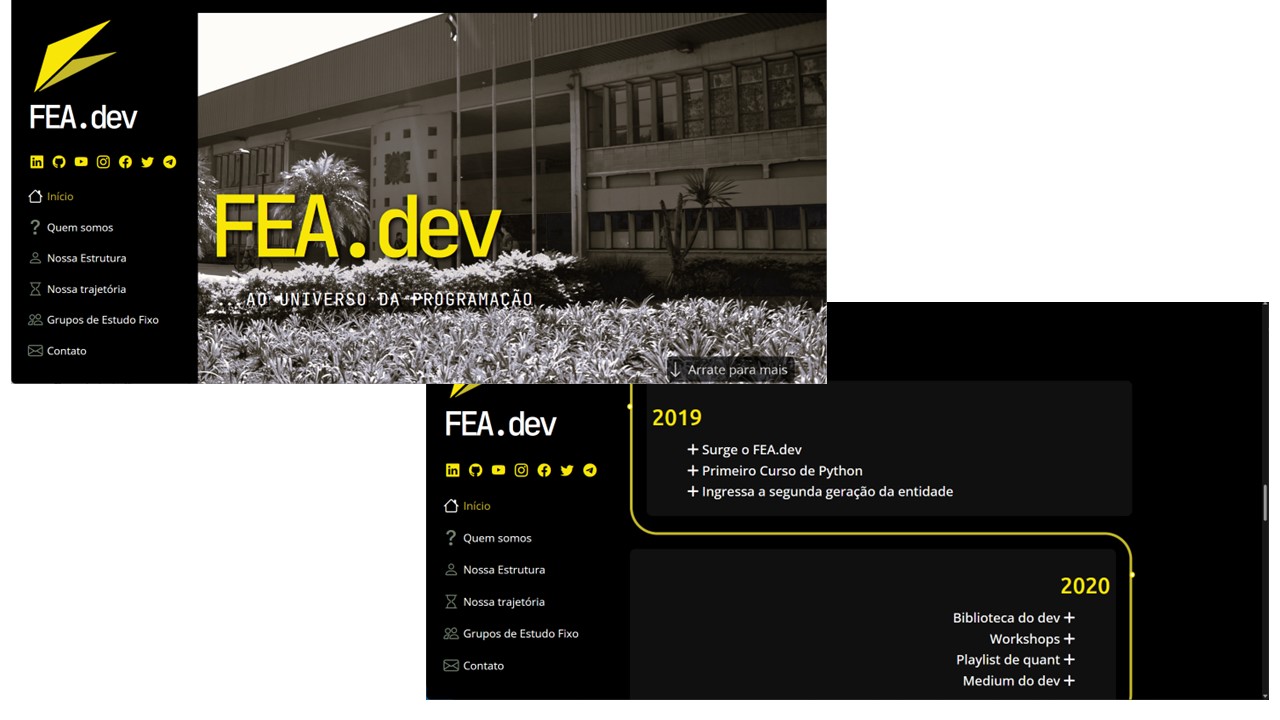 FEA.dev
Início
Quem somos
Nossa Estrutura
Nossa trajetória
Grupos de Estudo Fixo
Contato
FEA.dev
AO UNIVERSO DA PROGRAMAÇÃO
Arrate para mais
FEA.dev
Início
Quem somos
Nossa Estrutura
Nossa trajetória
Grupos de Estudo Fixo
Contato
2019
+ Surge o FEA.dev
+ Primeiro Curso de Python
+ Ingressa a segunda geração da entidade
2020
Biblioteca do dev +
Workshops +
Playlist de quant +
Medium do dev +